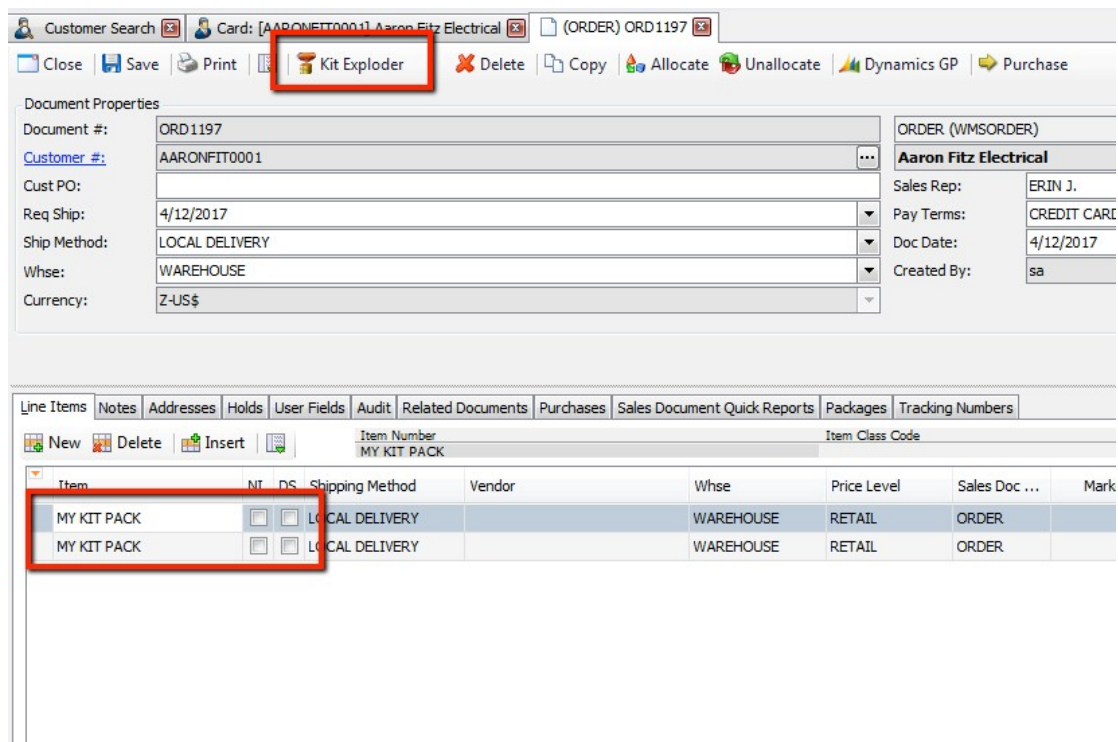 Customer Search Card: [AARONFIT0001] Aaron Fitz Electrical (ORDER) ORD1197
Close Save Print Kit Exploder Delete Copy Allocate Unallocate Dynamics GP Purchase
Document Properties
Document #: ORD1197 ORDER (WMSORDER)
Customer #: AARONFIT0001 ... Aaron Fitz Electrical
Cust PO: Sales Rep: ERIN J.
Req Ship: 4/12/2017 Pay Terms: CREDIT CARD
Ship Method: LOCAL DELIVERY Doc Date: 4/12/2017
Whse: WAREHOUSE Created By: sa
Currency: Z-US$
Line Items Notes Addresses Holds User Fields Audit Related Documents Purchases Sales Document Quick Reports Packages Tracking Numbers
New Delete Insert Item Number Item Class Code
MY KIT PACK
Item NI DS Shipping Method Vendor Whse Price Level Sales Doc ... Mark
MY KIT PACK LOCAL DELIVERY WAREHOUSE RETAIL ORDER
MY KIT PACK LOCAL DELIVERY WAREHOUSE RETAIL ORDER